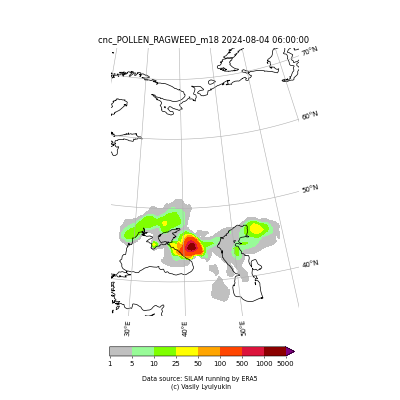 cnc_POLLEN_RAGWEED_m18 2024-08-04 06:00:00
70°N
60°N
50°N
40°N
30°E
40°E
50°E
1 5 10 25 50 100 500 1000 5000
Data source: SILAM running by ERA5
(c) Vasily Lyulyukin